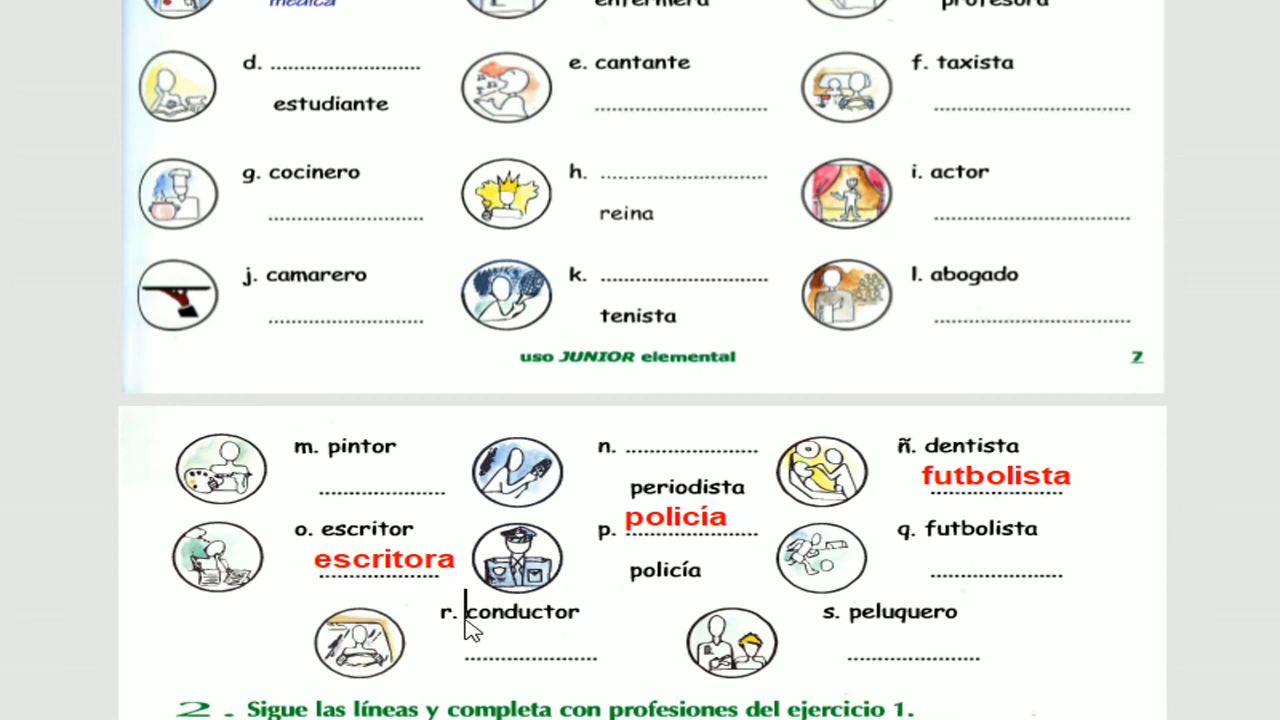 médica
enfermera
profesora
d. ........................
e. cantante
f. taxista
estudiante
............................
................................
g. cocinero
h. ...........................
i. actor
.........................
reina
................................
j. camarero
k. ...........................
l. abogado
.........................
tenista
................................
uso JUNIOR elemental
7
m. pintor
n. .....................
ñ. dentista
....................
periodista
futbolista
.....................
o. escritor
policía
p. .....................
q. futbolista
escritora
...................
policía
.....................
r. conductor
s. peluquero
.....................
.....................
2. Sigue las líneas y completa con profesiones del ejercicio 1.